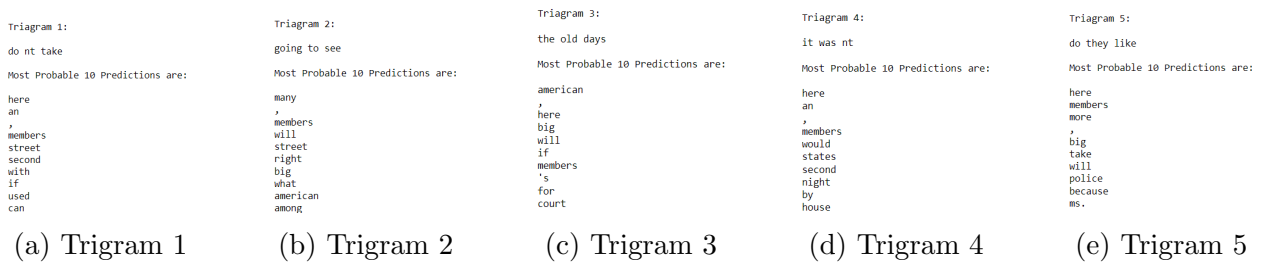 Triagram 1:
do nt take
Most Probable 10 Predictions are:
here
an
,
members
street
second
with
if
used
can
(a) Trigram 1
Triagram 2:
going to see
Most Probable 10 Predictions are:
many
,
members
will
street
right
big
what
american
among
(b) Trigram 2
Triagram 3:
the old days
Most Probable 10 Predictions are:
american
,
here
big
will
if
members
's
for
court
(c) Trigram 3
Triagram 4:
it was nt
Most Probable 10 Predictions are:
here
an
,
members
would
states
second
night
by
house
(d) Trigram 4
Triagram 5:
do they like
Most Probable 10 Predictions are:
here
members
more
,
big
take
will
police
because
ms.
(e) Trigram 5